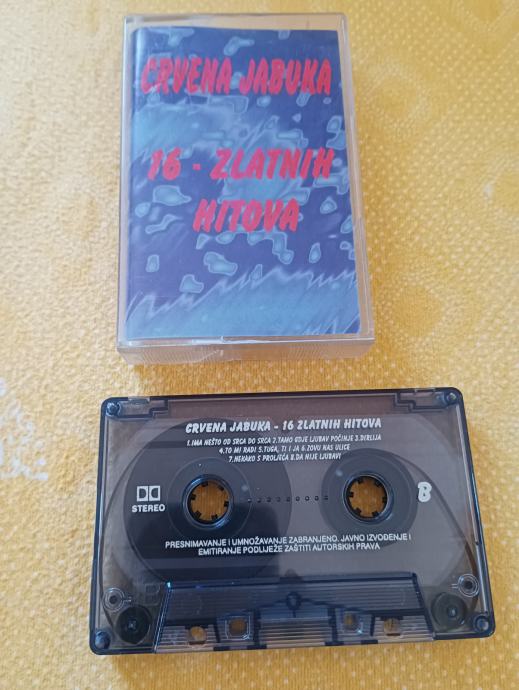 CRVENA JABUKA
16 - ZLATNIH
HITOVA
CRVENA JABUKA - 16 ZLATNIH HITOVA
1.IMA NEŠTO OD SRCA DO SRCA 2.TAMO GDJE LJUBAV POČINJE 3.DIRLIJA
4.TO MI RADI 5.TUGA, TI I JA 6.ZOVU NAS ULICE
7.NEKAKO S PROLJEĆA 8.DA NIJE LJUBAVI
STEREO
B
PRESNIMAVANJE I UMNOŽAVANJE ZABRANJENO. JAVNO IZVOĐENJE I
EMITIRANJE PODLIJEŽE ZAŠTITI AUTORSKIH PRAVA